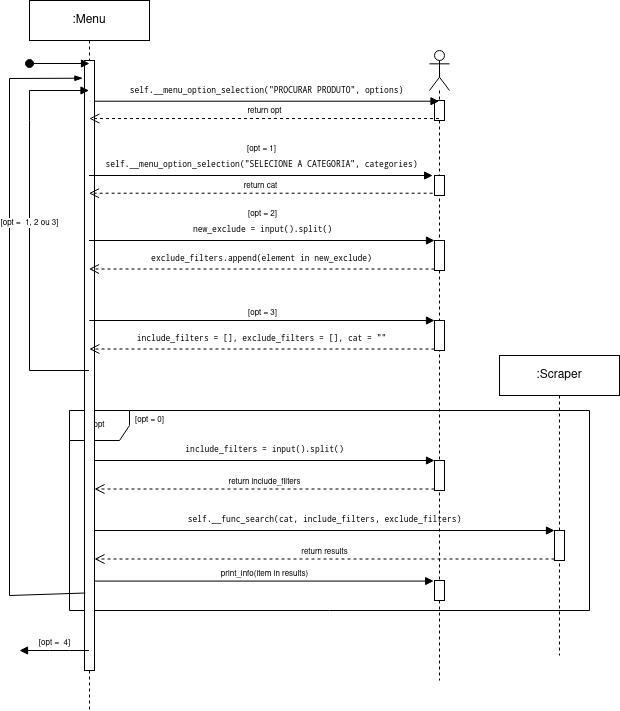 :Menu
self.__menu_option_selection("PROCURAR PRODUTO", options)
return opt
[opt = 1]
self.__menu_option_selection("SELECIONE A CATEGORIA", categories)
return cat
[opt = 2]
[opt = 1, 2 ou 3]
new_exclude = input().split()
exclude_filters.append(element in new_exclude)
[opt = 3]
include_filters = [], exclude_filters = [], cat = ""
:Scraper
opt
[opt = 0]
include_filters = input().split()
return include_filters
self.__func_search(cat, include_filters, exclude_filters)
return results
print_info(item in results)
[opt = 4]